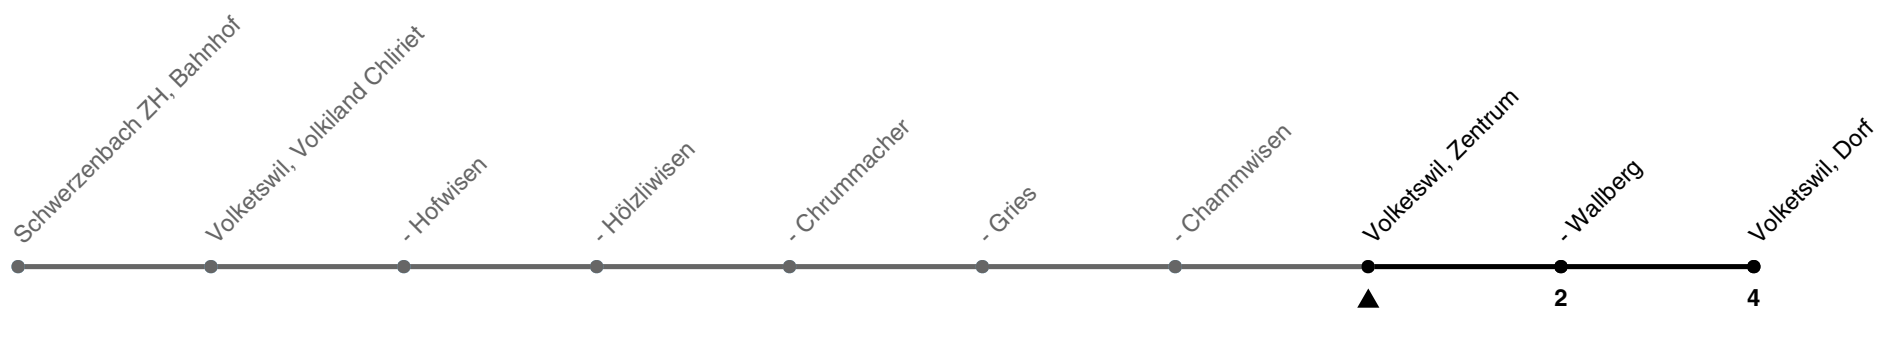 Schwerzenbach ZH, Bahnhof
Volketswil, Volkiland Chliriet
- Hofwisen
- Hölzliwisen
- Chrummacher
- Gries
- Chammwisen
Volketswil, Zentrum
- Wallberg
Volketswil, Dorf
2
4